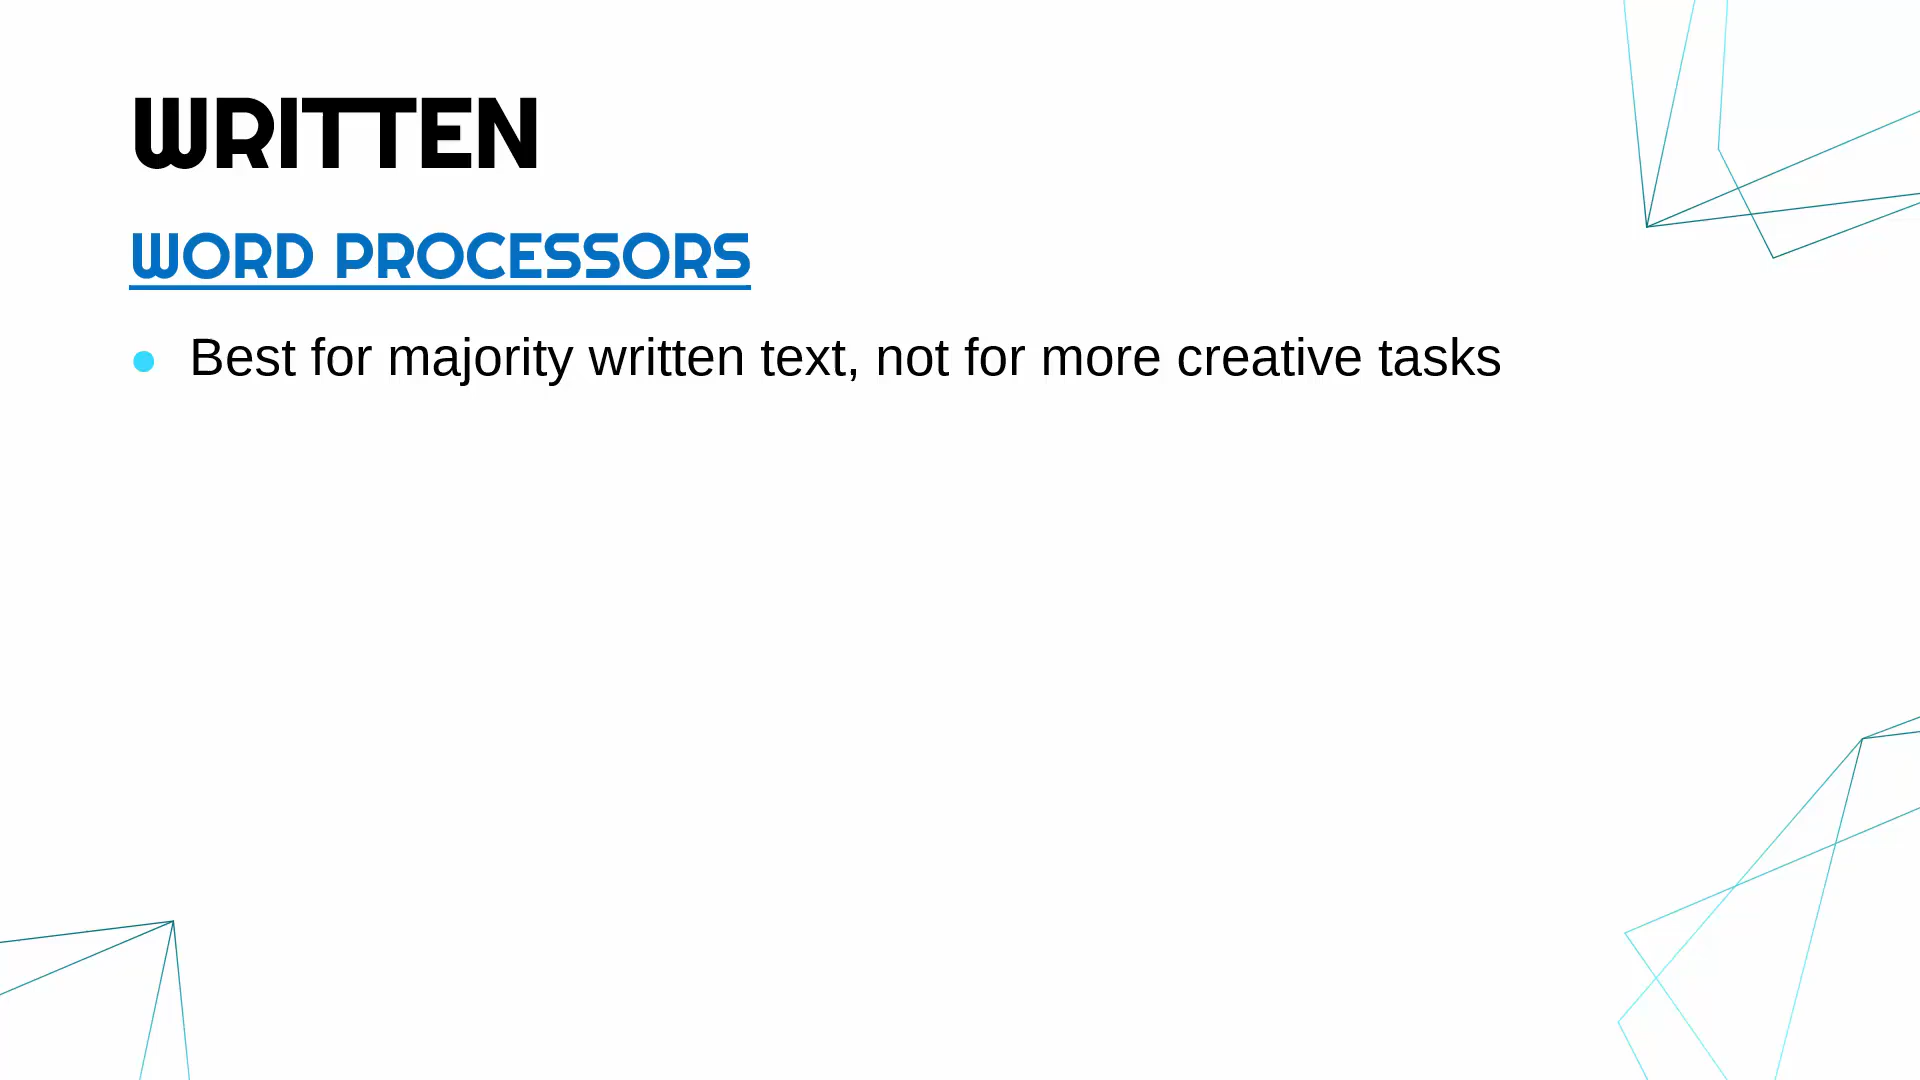 WRITTEN
WORD PROCESSORS
Best for majority written text, not for more creative tasks